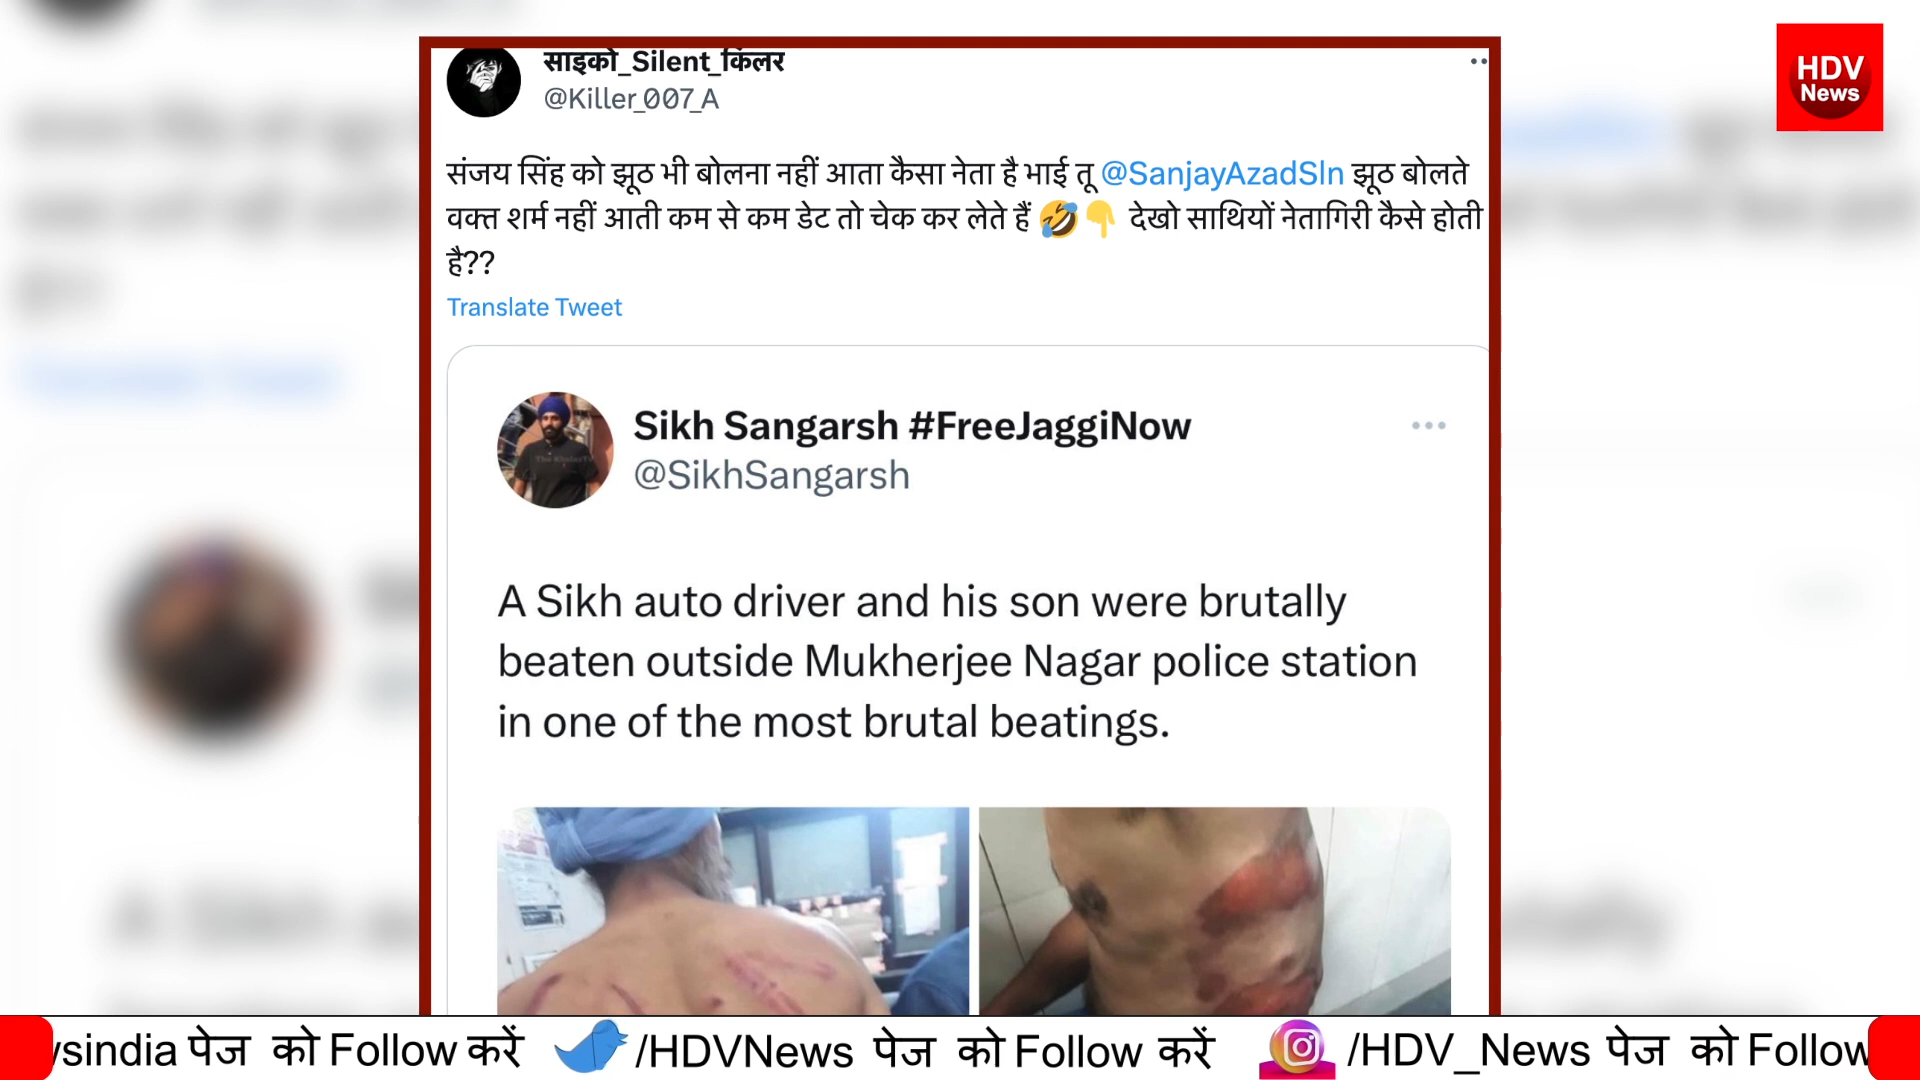 साइको_Silent_किलर
@Killer_007_A
संजय सिंह को झूठ भी बोलना नहीं आता कैसा नेता है भाई तू @SanjayAzadSln झूठ बोलते
वक्त शर्म नहीं आती कम से कम डेट तो चेक कर लेते हैं 🤣👇 देखो साथियों नेतागिरी कैसे होती
है??
Translate Tweet
Sikh Sangarsh #FreeJaggiNow
@SikhSangarsh
A Sikh auto driver and his son were brutally
beaten outside Mukherjee Nagar police station
in one of the most brutal beatings.
HDV
News
ysindia पेज को Follow करें /HDVNews पेज को Follow करें /HDV_News पेज को Follow